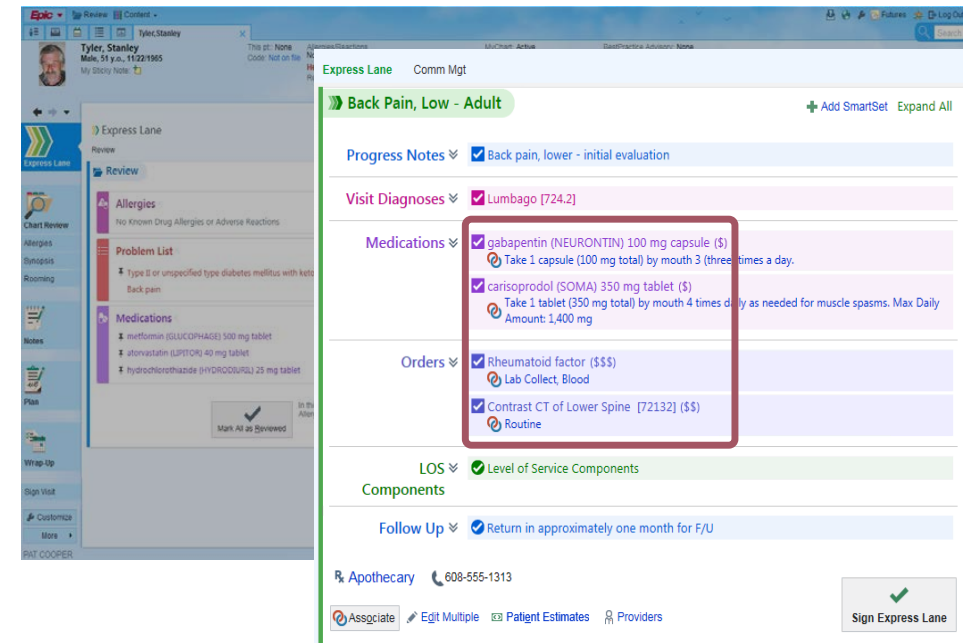 Epic Review Content Futures Log Out
Tyler,Stanley Search
Tyler, Stanley
Male, 51 y.o., 11/22/1965
My Sticky Note:
This pt: None
Code: Not on file
Allergies/Reactions
MyChart: Active
BestPractice Advisory: None
Express Lane
Review
Review
Allergies
No Known Drug Allergies or Adverse Reactions
Problem List
Type II or unspecified type diabetes mellitus with keto
Back pain
Medications
metformin (GLUCOPHAGE) 500 mg tablet
atorvastatin (LIPITOR) 40 mg tablet
hydrochlorothiazide (HYDRODIURIL) 25 mg tablet
Mark All as Reviewed
Express Lane
Chart Review
Allergies
Synopsis
Rooming
Notes
Plan
Wrap-Up
Sign Visit
Customize
More
PAT COOPER
Express Lane Comm Mgt
Back Pain, Low - Adult
Add SmartSet Expand All
Progress Notes Back pain, lower - initial evaluation
Visit Diagnoses Lumbago [724.2]
Medications gabapentin (NEURONTIN) 100 mg capsule ($)
Take 1 capsule (100 mg total) by mouth 3 (three times a day.
carisoprodol (SOMA) 350 mg tablet ($)
Take 1 tablet (350 mg total) by mouth 4 times daily as needed for muscle spasms. Max Daily
Amount: 1,400 mg
Orders Rheumatoid factor ($$$)
Lab Collect, Blood
Contrast CT of Lower Spine [72132] ($$)
Routine
LOS Level of Service Components
Components
Follow Up Return in approximately one month for F/U
Apothecary 608-555-1313
Associate Edit Multiple Patient Estimates Providers
Sign Express Lane